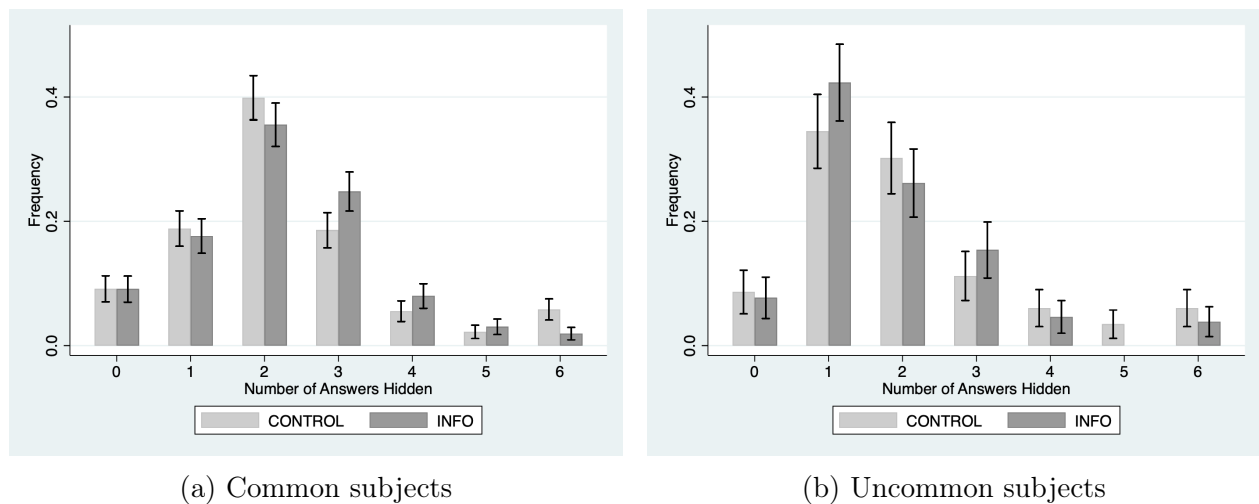 Frequency
0.4
0.2
0.0
0 1 2 3 4 5 6
Number of Answers Hidden
CONTROL INFO
(a) Common subjects
Frequency
0.4
0.2
0.0
0 1 2 3 4 5 6
Number of Answers Hidden
CONTROL INFO
(b) Uncommon subjects